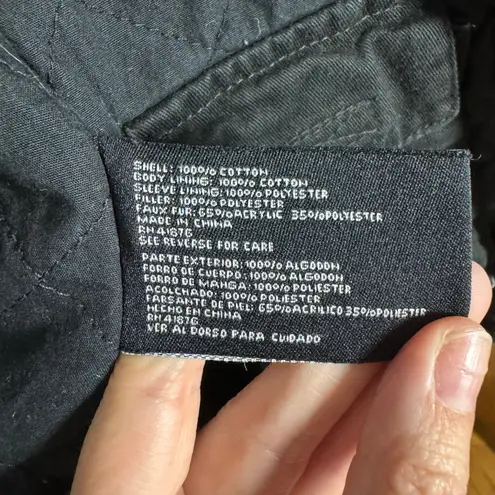 SHELL: 100% COTTON
BODY LINING: 100% COTTON
SLEEVE LINING: 100% POLYESTER
FILLER: 100% POLYESTER
FAUX FUR: 65% ACRYLIC 35% POLYESTER
MADE IN CHINA
RN 41876
SEE REVERSE FOR CARE
PARTE EXTERIOR: 100% ALGODON
FORRO DE CUERPO: 100% ALGODON
FORRO DE MANGA: 100% POLIESTER
ACOLCHADO: 100% POLIESTER
FARSANTE DE PIEL: 65% ACRILICO 35% POLIESTER
HECHO EN CHINA
RN 41876
VER AL DORSO PARA CUIDADO